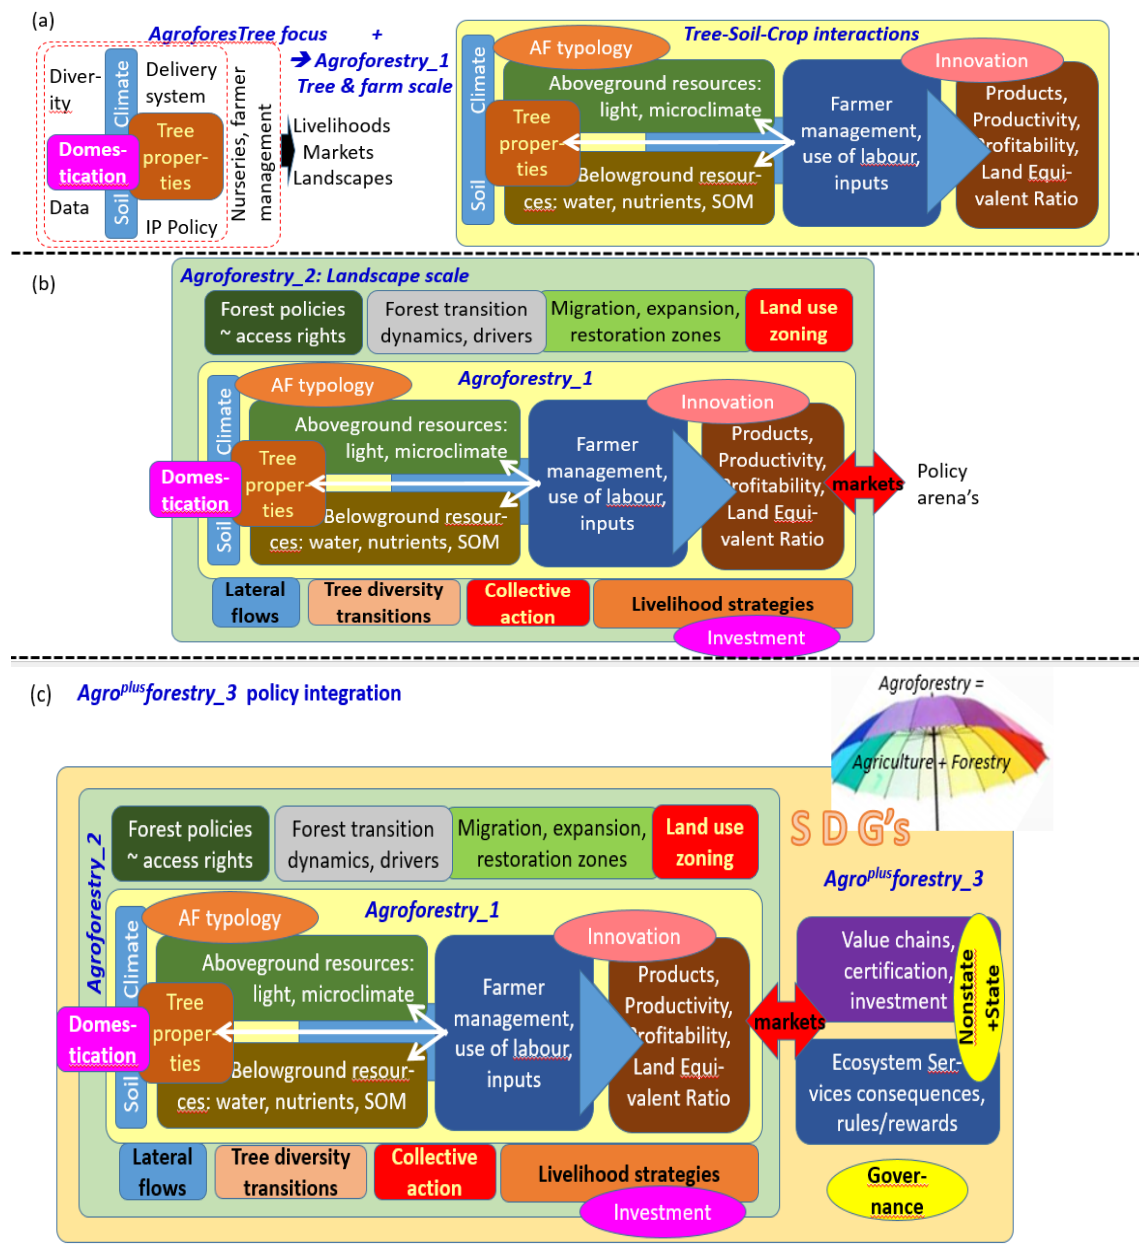 (a)
AgroforesTree focus +
➔ Agroforestry_1
Tree & farm scale
Diver-
ity
Climate
Soil
Delivery
system
Domes-
tication
Tree
proper-
ties
Data
IP Policy
Nurseries, farmer
management
Livelihoods
Markets
Landscapes
Tree-Soil-Crop interactions
AF typology
Innovation
Climate
Soil
Aboveground resources:
light, microclimate
Tree
proper-
ties
Belowground resour-
ces: water, nutrients, SOM
Farmer
management,
use of labour,
inputs
Products,
Productivity,
Profitability,
Land Equi-
valent Ratio
(b)
Agroforestry_2: Landscape scale
Forest policies
~ access rights
Forest transition
dynamics, drivers
Migration, expansion,
restoration zones
Land use
zoning
AF typology
Agroforestry_1
Innovation
Climate
Soil
Aboveground resources:
light, microclimate
Domes-
tication
Tree
proper-
ties
Belowground resour-
ces: water, nutrients, SOM
Farmer
management,
use of labour,
inputs
Products,
Productivity,
Profitability,
Land Equi-
valent Ratio
markets
Policy
arena's
Lateral
flows
Tree diversity
transitions
Collective
action
Livelihood strategies
Investment
(c)
Agroplusforestry_3 policy integration
Agroforestry =
Agriculture + Forestry
S D G's
Agroplusforestry_3
Agroforestry_2
Forest policies
~ access rights
Forest transition
dynamics, drivers
Migration, expansion,
restoration zones
Land use
zoning
AF typology
Agroforestry_1
Innovation
Climate
Soil
Aboveground resources:
light, microclimate
Domes-
tication
Tree
proper-
ties
Belowground resour-
ces: water, nutrients, SOM
Farmer
management,
use of labour,
inputs
Products,
Productivity,
Profitability,
Land Equi-
valent Ratio
markets
Value chains,
certification,
investment
Nonstate
+State
Ecosystem Ser-
vices consequences,
rules/rewards
Gover-
nance
Lateral
flows
Tree diversity
transitions
Collective
action
Livelihood strategies
Investment